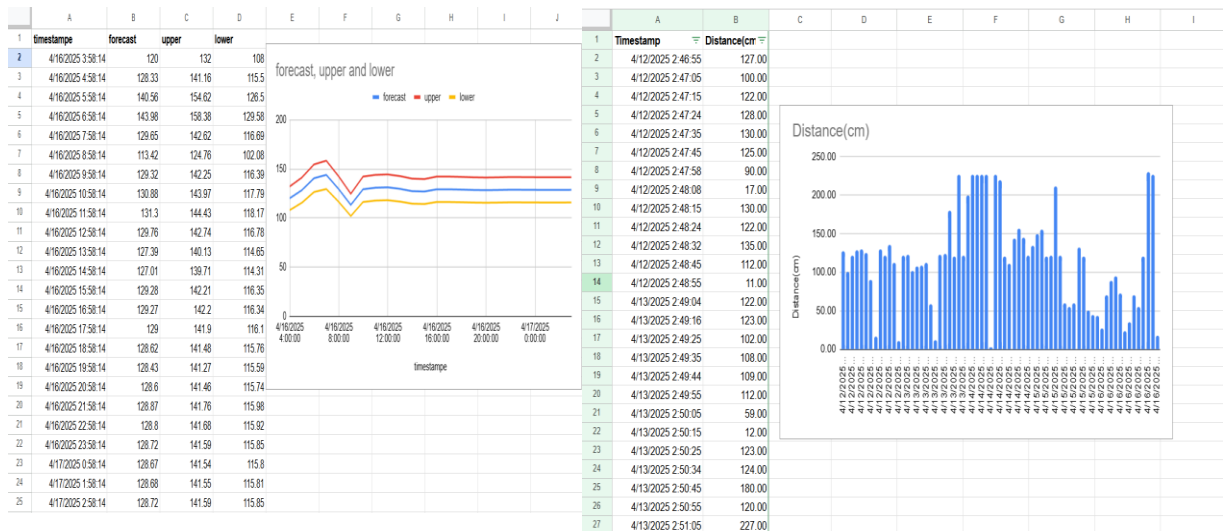 A B C D E F G H I J
1 timestampe forecast upper lower
2 4/16/2025 3:58:14 120 132 108
3 4/16/2025 4:58:14 128.33 141.16 115.5
4 4/16/2025 5:58:14 140.56 154.62 126.5
5 4/16/2025 6:58:14 143.98 158.38 129.58
6 4/16/2025 7:58:14 129.65 142.62 116.69
7 4/16/2025 8:58:14 113.42 124.76 102.08
8 4/16/2025 9:58:14 129.32 142.25 116.39
9 4/16/2025 10:58:14 130.88 143.97 117.79
10 4/16/2025 11:58:14 131.3 144.43 118.17
11 4/16/2025 12:58:14 129.76 142.74 116.78
12 4/16/2025 13:58:14 127.39 140.13 114.65
13 4/16/2025 14:58:14 127.01 139.71 114.31
14 4/16/2025 15:58:14 129.28 142.21 116.35
15 4/16/2025 16:58:14 129.27 142.2 116.34
16 4/16/2025 17:58:14 129 141.9 116.1
17 4/16/2025 18:58:14 128.62 141.48 115.76
18 4/16/2025 19:58:14 128.43 141.27 115.59
19 4/16/2025 20:58:14 128.6 141.46 115.74
20 4/16/2025 21:58:14 128.87 141.76 115.98
21 4/16/2025 22:58:14 128.8 141.68 115.92
22 4/16/2025 23:58:14 128.72 141.59 115.85
23 4/17/2025 0:58:14 128.67 141.54 115.8
24 4/17/2025 1:58:14 128.68 141.55 115.81
25 4/17/2025 2:58:14 128.72 141.59 115.85
forecast, upper and lower
forecast upper lower
200
150
100
50
0
4/16/2025 4/16/2025 4/16/2025 4/16/2025 4/16/2025 4/17/2025
4:00:00 8:00:00 12:00:00 16:00:00 20:00:00 0:00:00
timestampe
A B C D E F G H I
1 Timestamp Distance(cm
2 4/12/2025 2:46:55 127.00
3 4/12/2025 2:47:05 100.00
4 4/12/2025 2:47:15 122.00
5 4/12/2025 2:47:24 128.00
6 4/12/2025 2:47:35 130.00
7 4/12/2025 2:47:45 125.00
8 4/12/2025 2:47:58 90.00
9 4/12/2025 2:48:08 17.00
10 4/12/2025 2:48:15 130.00
11 4/12/2025 2:48:24 122.00
12 4/12/2025 2:48:32 135.00
13 4/12/2025 2:48:45 112.00
14 4/12/2025 2:48:55 11.00
15 4/13/2025 2:49:04 122.00
16 4/13/2025 2:49:16 123.00
17 4/13/2025 2:49:25 102.00
18 4/13/2025 2:49:35 108.00
19 4/13/2025 2:49:44 109.00
20 4/13/2025 2:49:55 112.00
21 4/13/2025 2:50:05 59.00
22 4/13/2025 2:50:15 12.00
23 4/13/2025 2:50:25 123.00
24 4/13/2025 2:50:34 124.00
25 4/13/2025 2:50:45 180.00
26 4/13/2025 2:50:55 120.00
27 4/13/2025 2:51:05 227.00
Distance(cm)
Distance(cm)
250.00
200.00
150.00
100.00
50.00
0.00